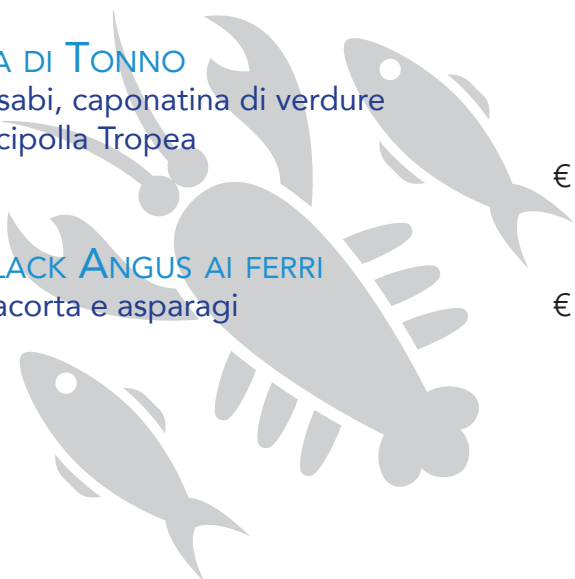 A DI TONNO
sabi, caponatina di verdure
cipolla Tropea
€
LACK ANGUS AI FERRI
acorta e asparagi
€